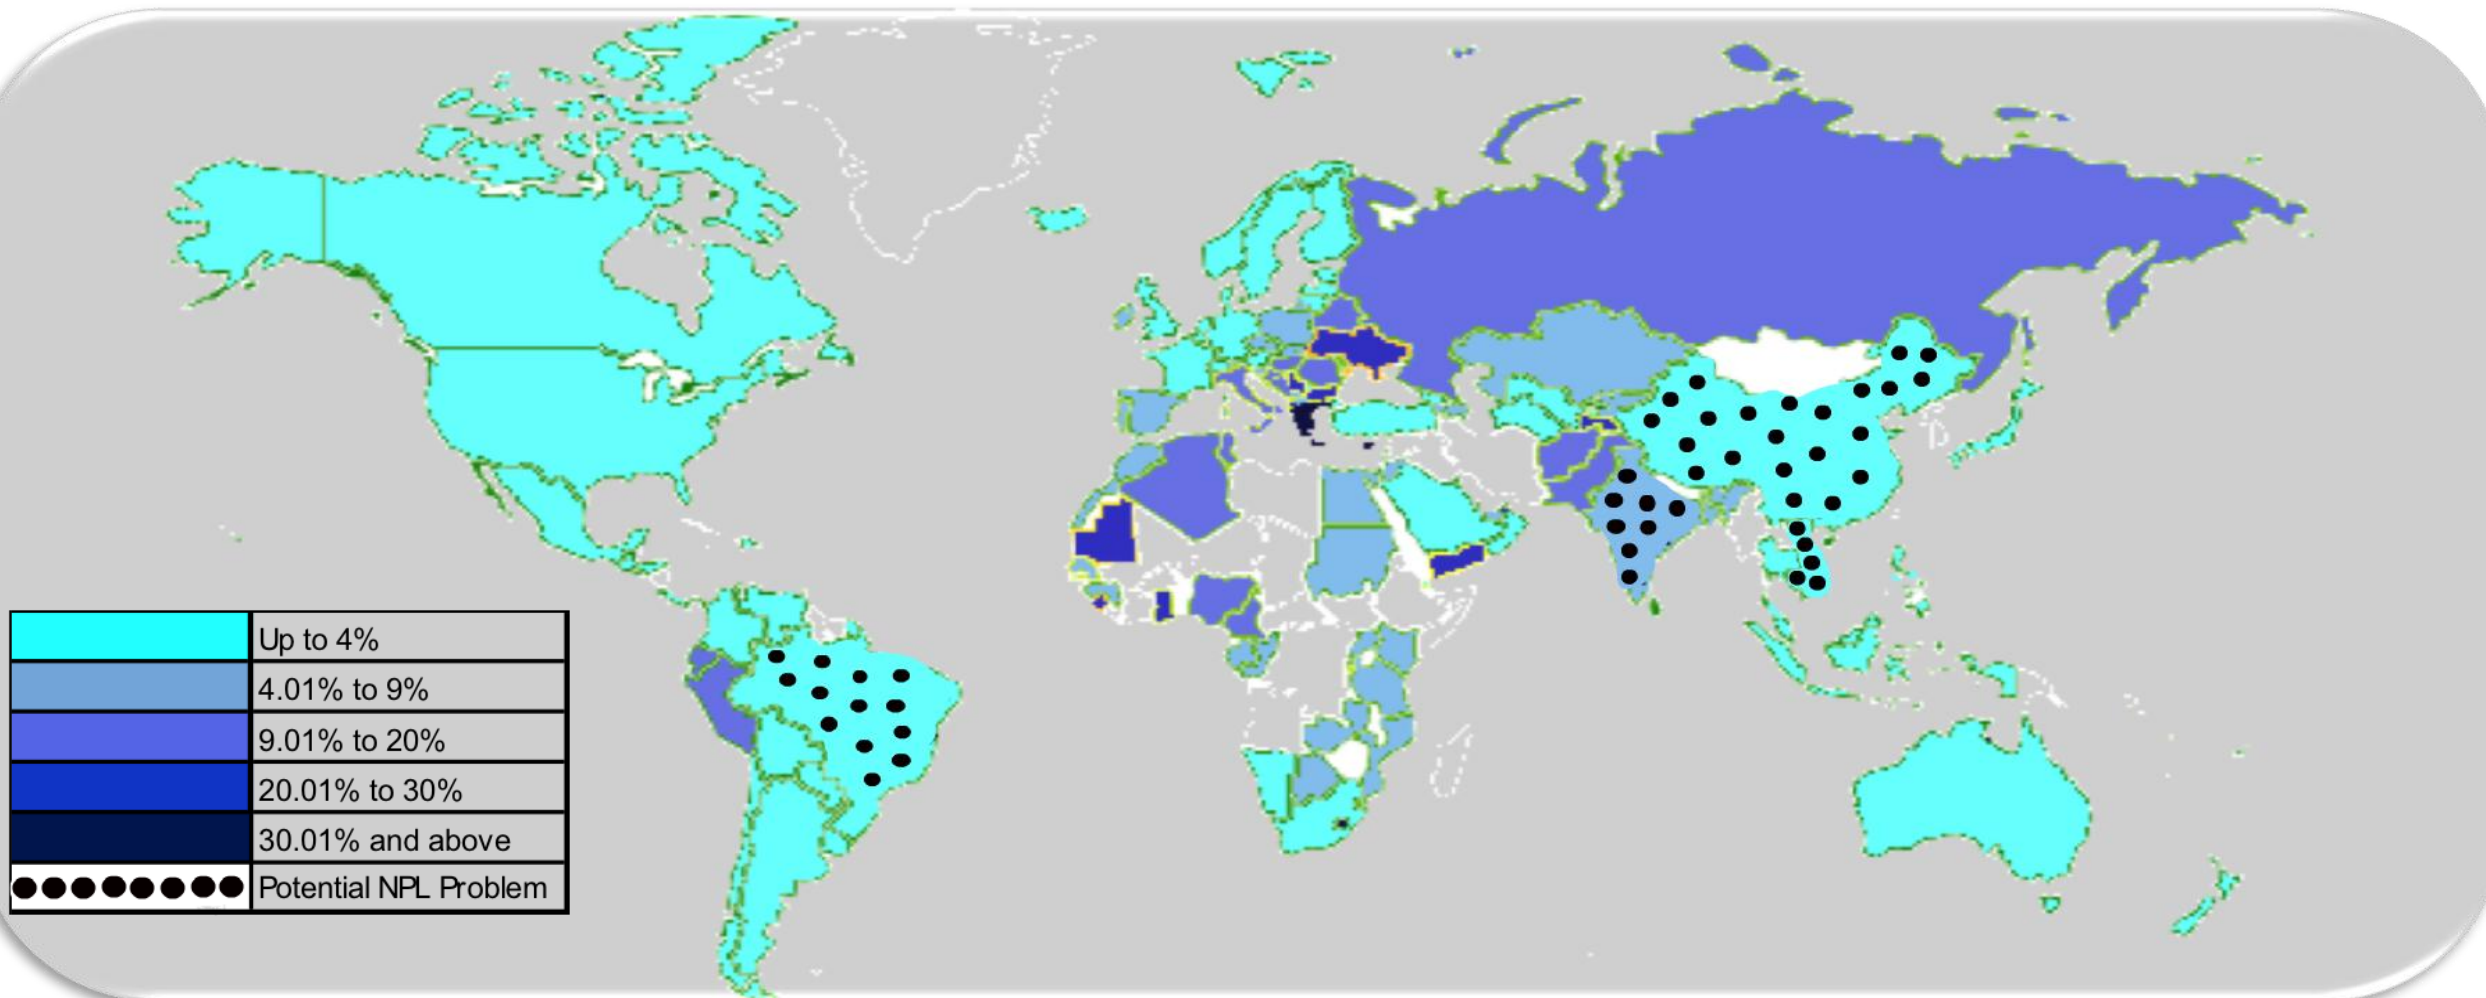 Up to 4%
4.01% to 9%
9.01% to 20%
20.01% to 30%
30.01% and above
Potential NPL Problem